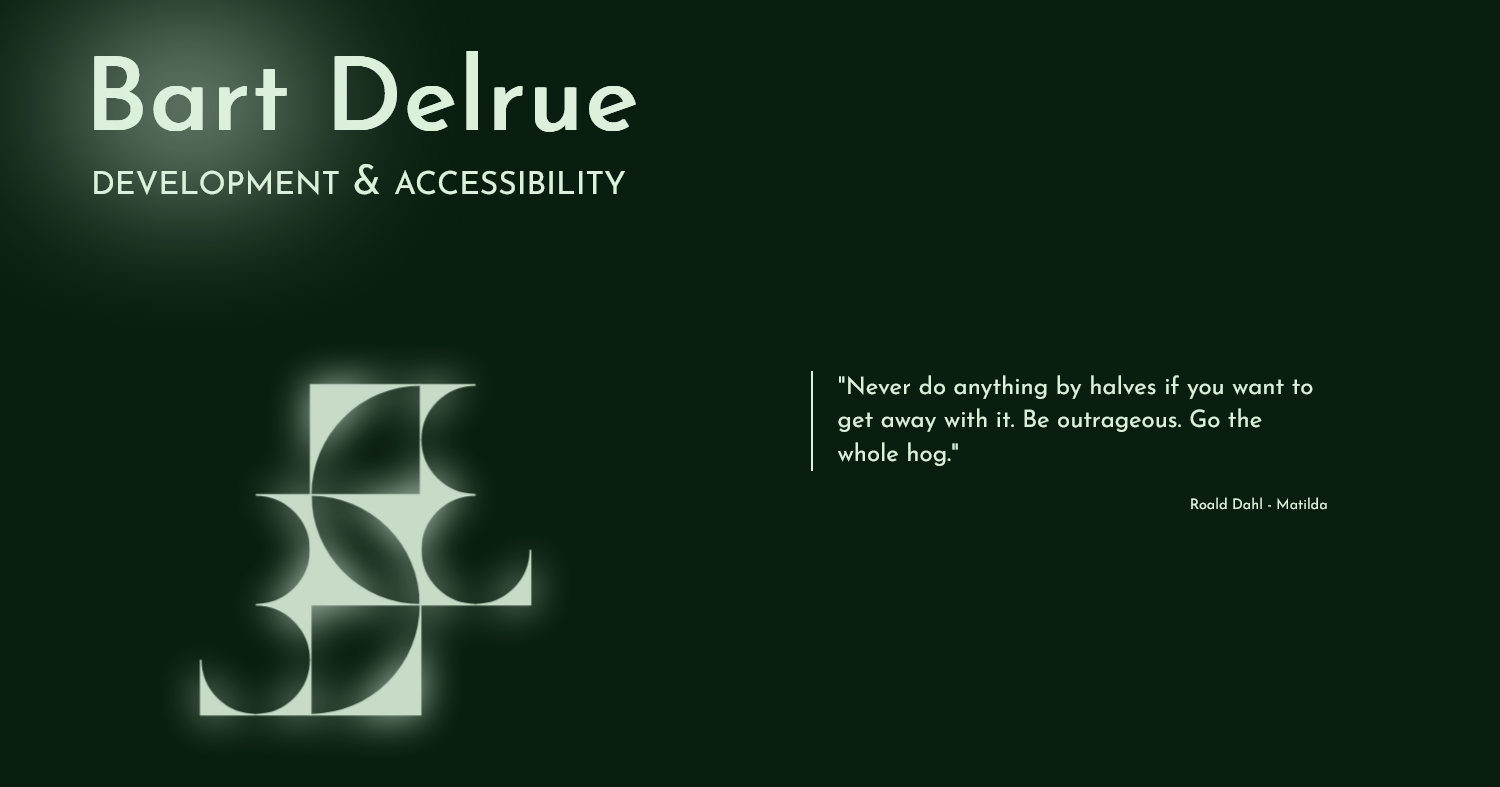 Bart Delrue
DEVELOPMENT & ACCESSIBILITY
"Never do anything by halves if you want to
get away with it. Be outrageous. Go the
whole hog."
Roald Dahl - Matilda